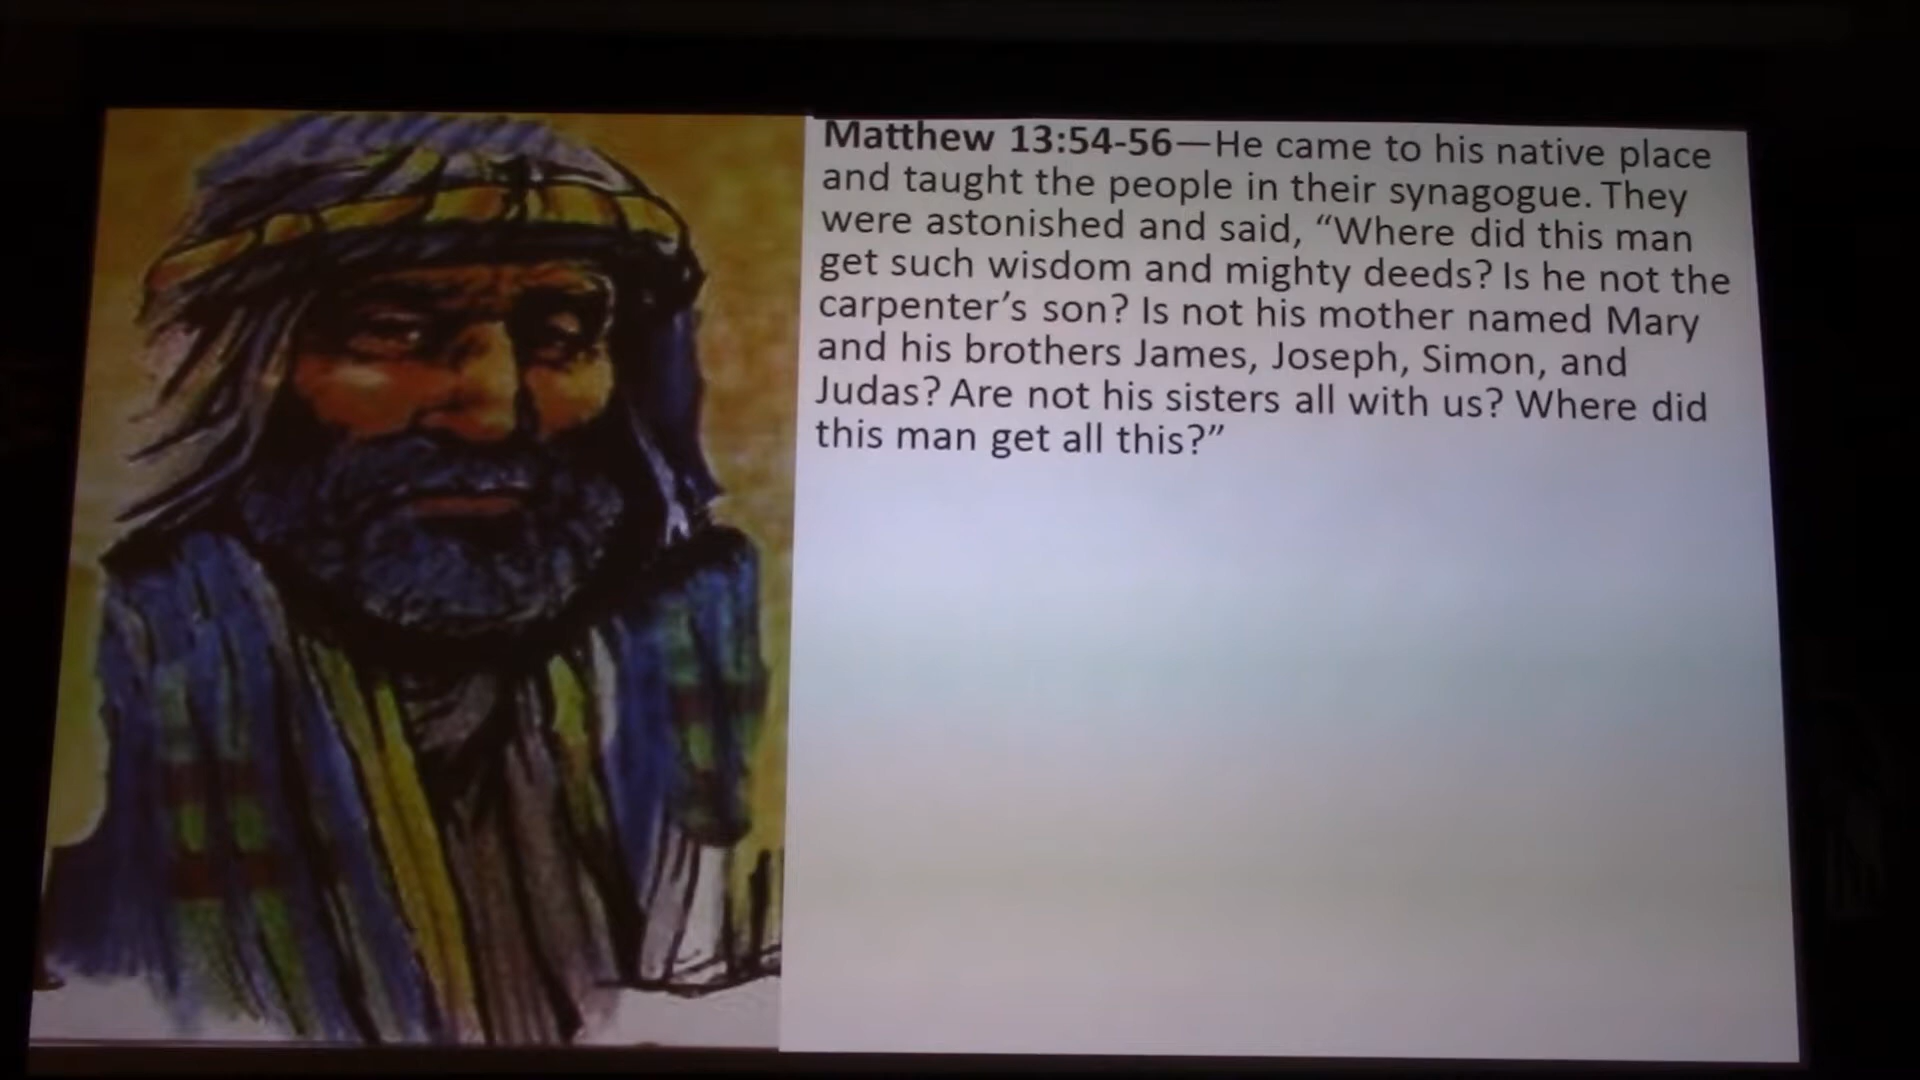 Matthew 13:54-56—He came to his native place
and taught the people in their synagogue. They
were astonished and said, “Where did this man
get such wisdom and mighty deeds? Is he not the
carpenter’s son? Is not his mother named Mary
and his brothers James, Joseph, Simon, and
Judas? Are not his sisters all with us? Where did
this man get all this?”